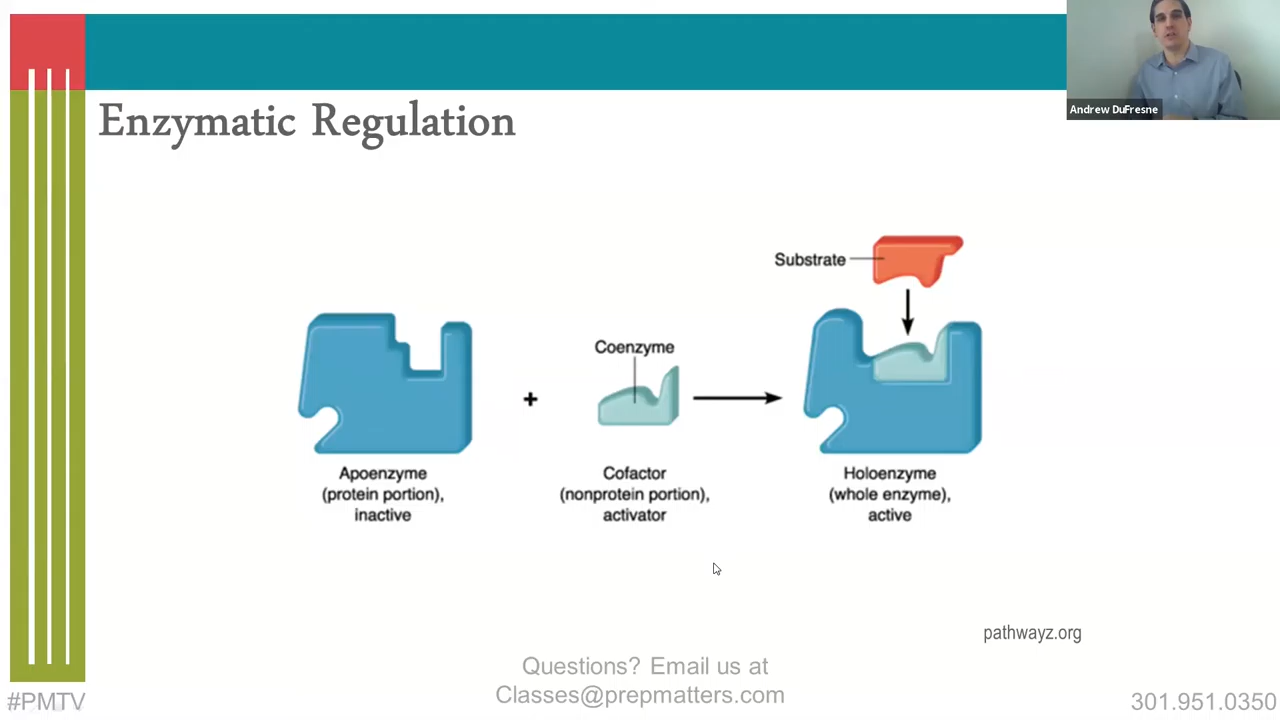 Andrew DuFresne
Enzymatic Regulation
Substrate
Coenzyme
+
Apoenzyme
(protein portion),
inactive
Cofactor
(nonprotein portion),
activator
Holoenzyme
(whole enzyme),
active
pathwayz.org
Questions? Email us at
Classes@prepmatters.com
#PMTV
301.951.0350